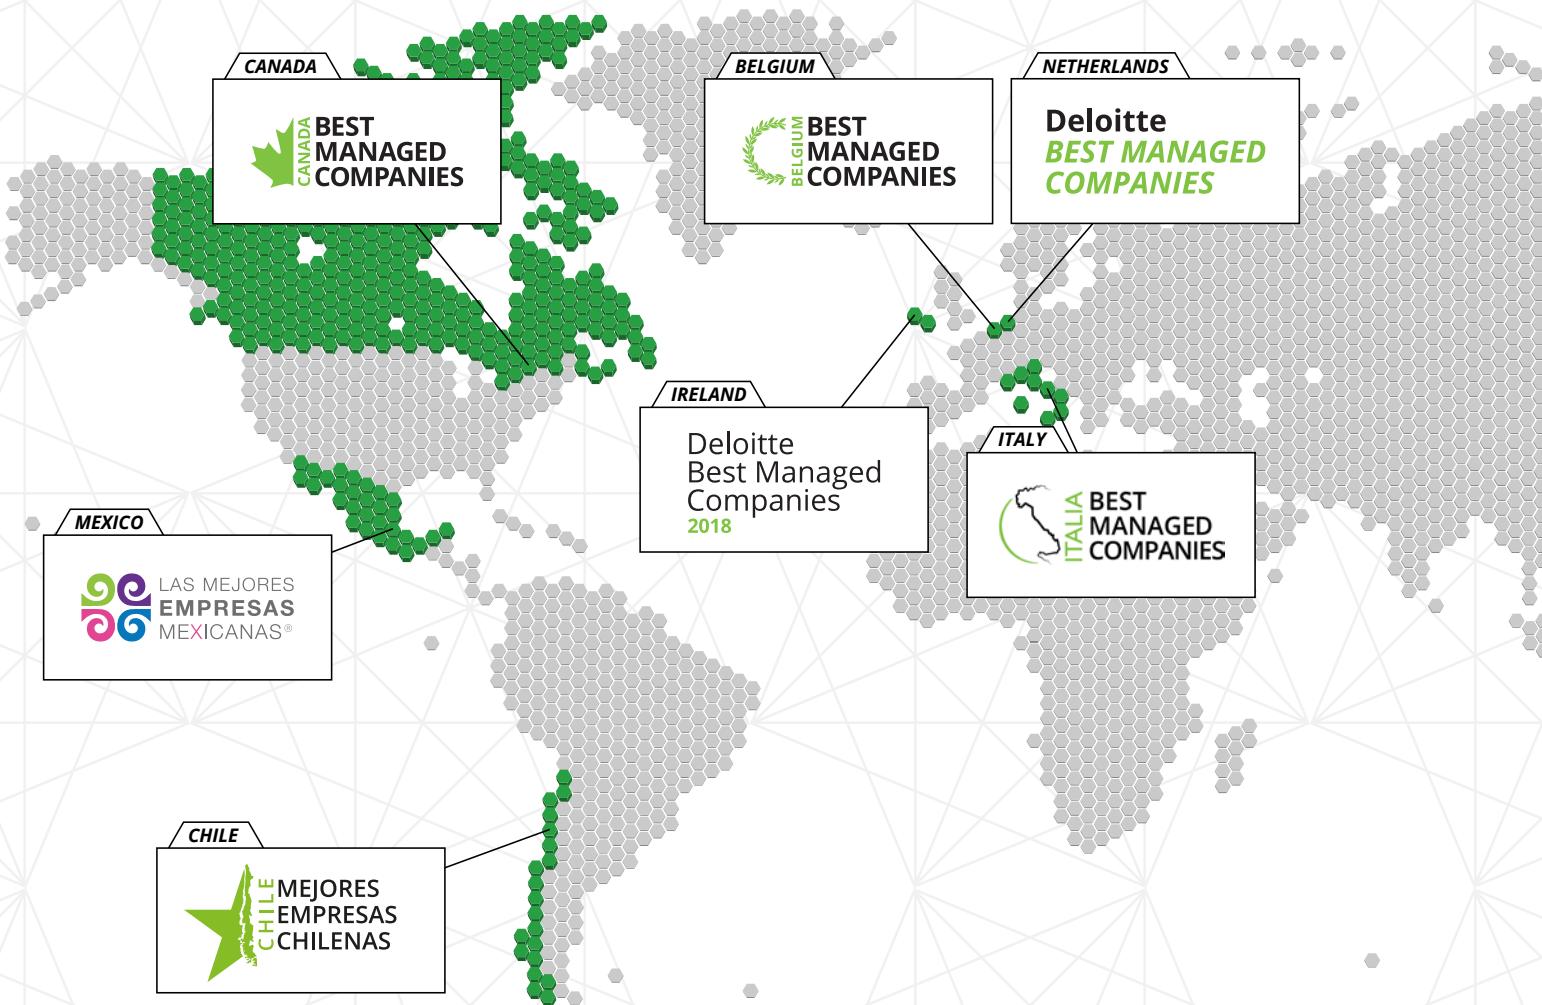 CANADA
CANADA
BEST
MANAGED
COMPANIES
BELGIUM
BELGIUM
BEST
MANAGED
COMPANIES
NETHERLANDS
Deloitte
BEST MANAGED
COMPANIES
IRELAND
Deloitte
Best Managed
Companies
2018
ITALY
ITALIA
BEST
MANAGED
COMPANIES
MEXICO
LAS MEJORES
EMPRESAS
MEXICANAS®
CHILE
CHILE
MEJORES
EMPRESAS
CHILENAS